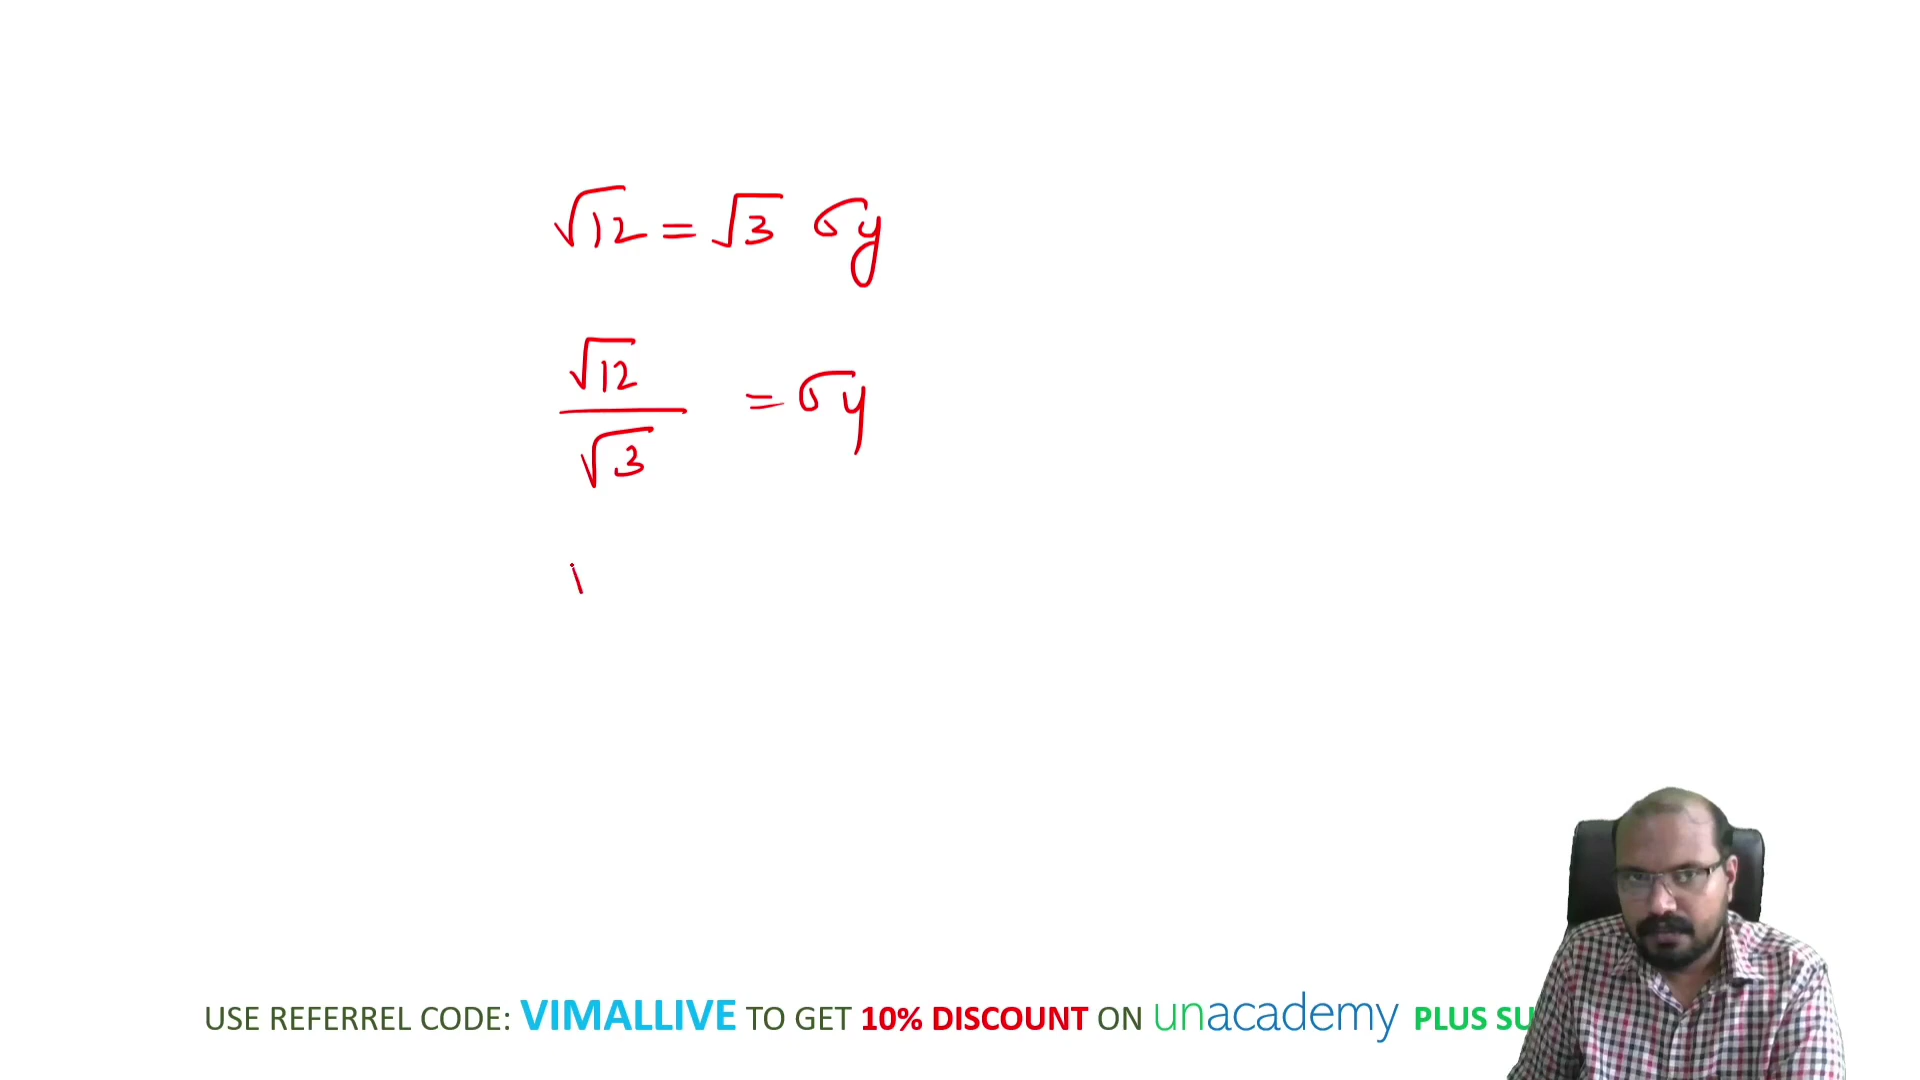 √12 = √3 σy
√12
= σy
√3
USE REFERREL CODE: VIMALLIVE TO GET 10% DISCOUNT ON unacademy PLUS SU